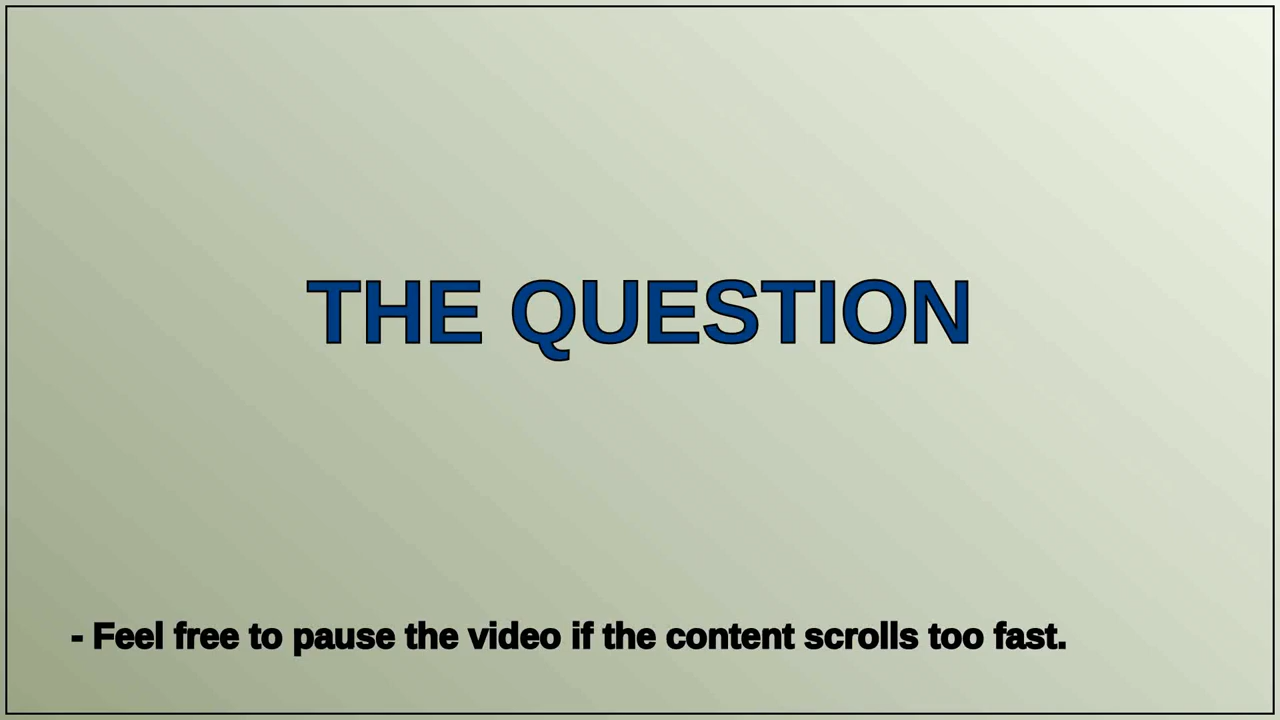 THE QUESTION
- Feel free to pause the video if the content scrolls too fast.